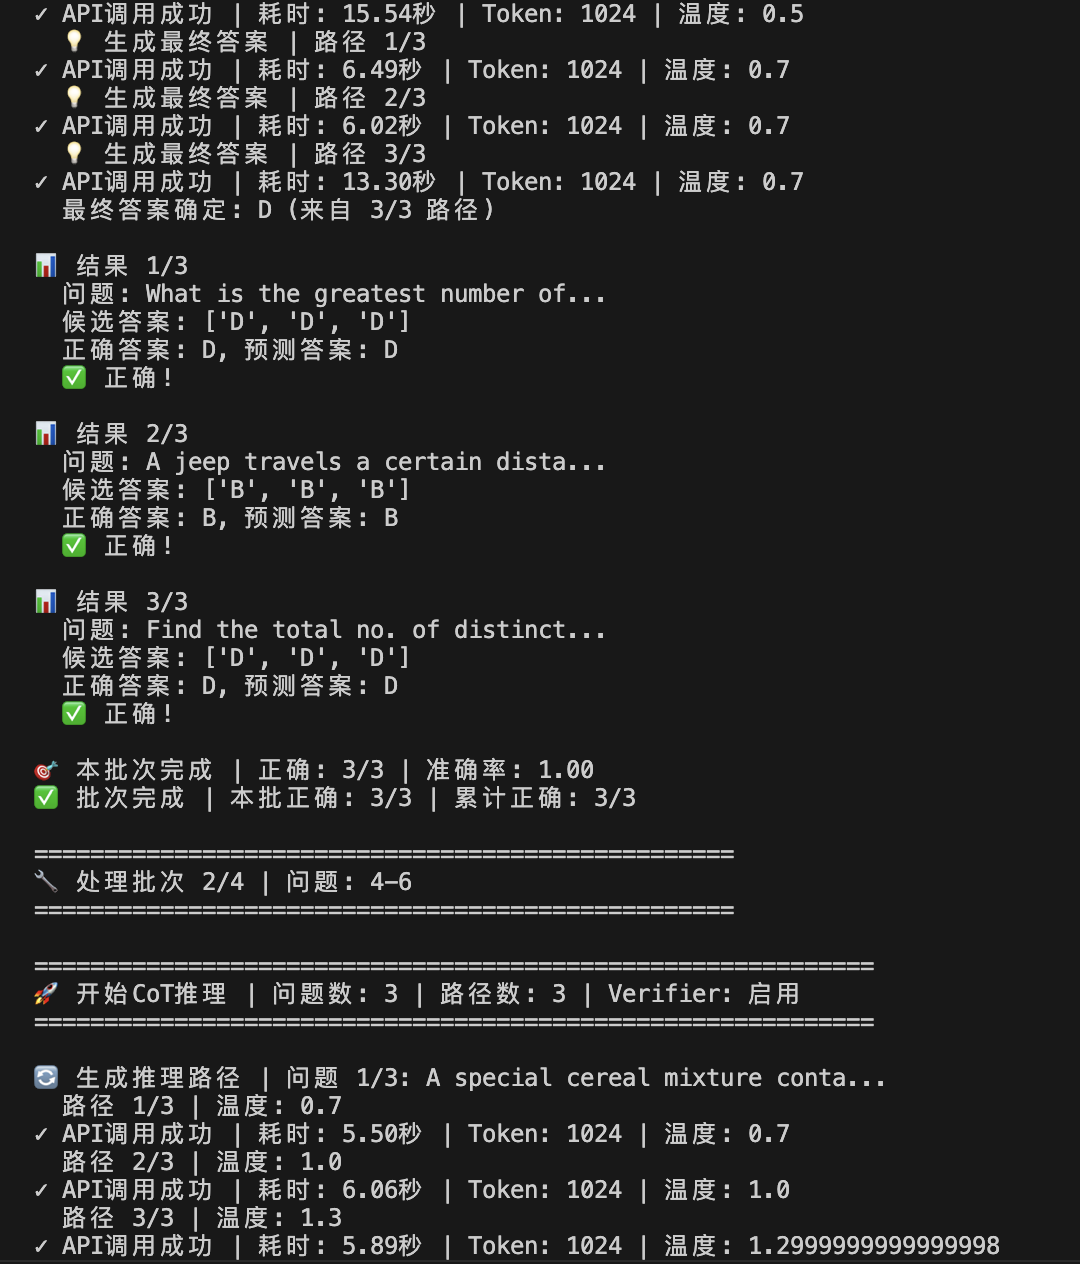 ✓ API调用成功 | 耗时: 15.54秒 | Token: 1024 | 温度: 0.5
💡 生成最终答案 | 路径 1/3
✓ API调用成功 | 耗时: 6.49秒 | Token: 1024 | 温度: 0.7
💡 生成最终答案 | 路径 2/3
✓ API调用成功 | 耗时: 6.02秒 | Token: 1024 | 温度: 0.7
💡 生成最终答案 | 路径 3/3
✓ API调用成功 | 耗时: 13.30秒 | Token: 1024 | 温度: 0.7
最终答案确定: D (来自 3/3 路径)
📊 结果 1/3
问题: What is the greatest number of...
候选答案: ['D', 'D', 'D']
正确答案: D, 预测答案: D
✅ 正确!
📊 结果 2/3
问题: A jeep travels a certain dista...
候选答案: ['B', 'B', 'B']
正确答案: B, 预测答案: B
✅ 正确!
📊 结果 3/3
问题: Find the total no. of distinct...
候选答案: ['D', 'D', 'D']
正确答案: D, 预测答案: D
✅ 正确!
🎯 本批次完成 | 正确: 3/3 | 准确率: 1.00
✅ 批次完成 | 本批正确: 3/3 | 累计正确: 3/3
==================================================
🔧 处理批次 2/4 | 问题: 4-6
==================================================
============================================================
🚀 开始CoT推理 | 问题数: 3 | 路径数: 3 | Verifier: 启用
============================================================
🔄 生成推理路径 | 问题 1/3: A special cereal mixture conta...
路径 1/3 | 温度: 0.7
✓ API调用成功 | 耗时: 5.50秒 | Token: 1024 | 温度: 0.7
路径 2/3 | 温度: 1.0
✓ API调用成功 | 耗时: 6.06秒 | Token: 1024 | 温度: 1.0
路径 3/3 | 温度: 1.3
✓ API调用成功 | 耗时: 5.89秒 | Token: 1024 | 温度: 1.2999999999999998